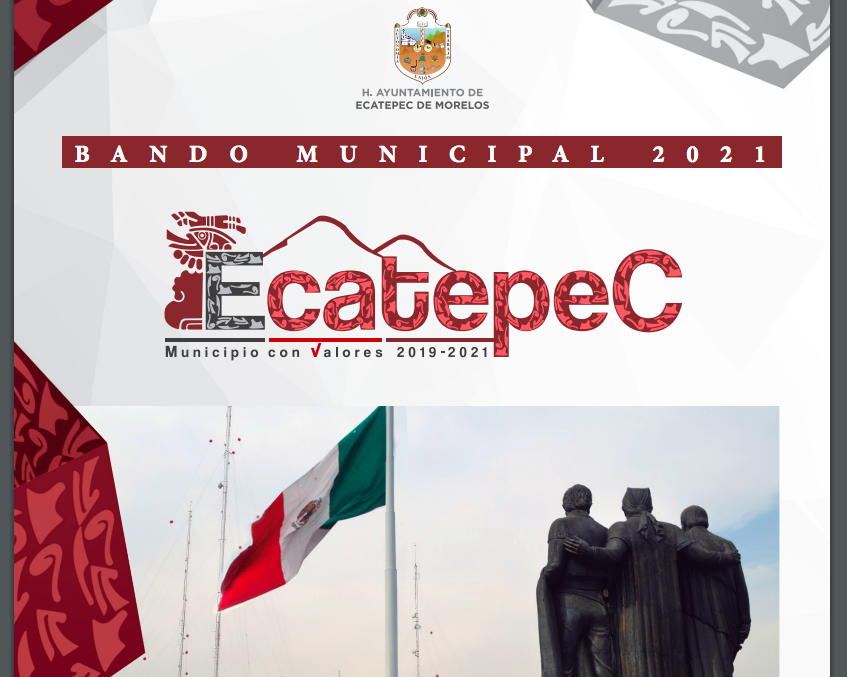 H. AYUNTAMIENTO DE
ECATEPEC DE MORELOS
BANDO MUNICIPAL 2021
EcatepeC
Municipio con Valores 2019-2021